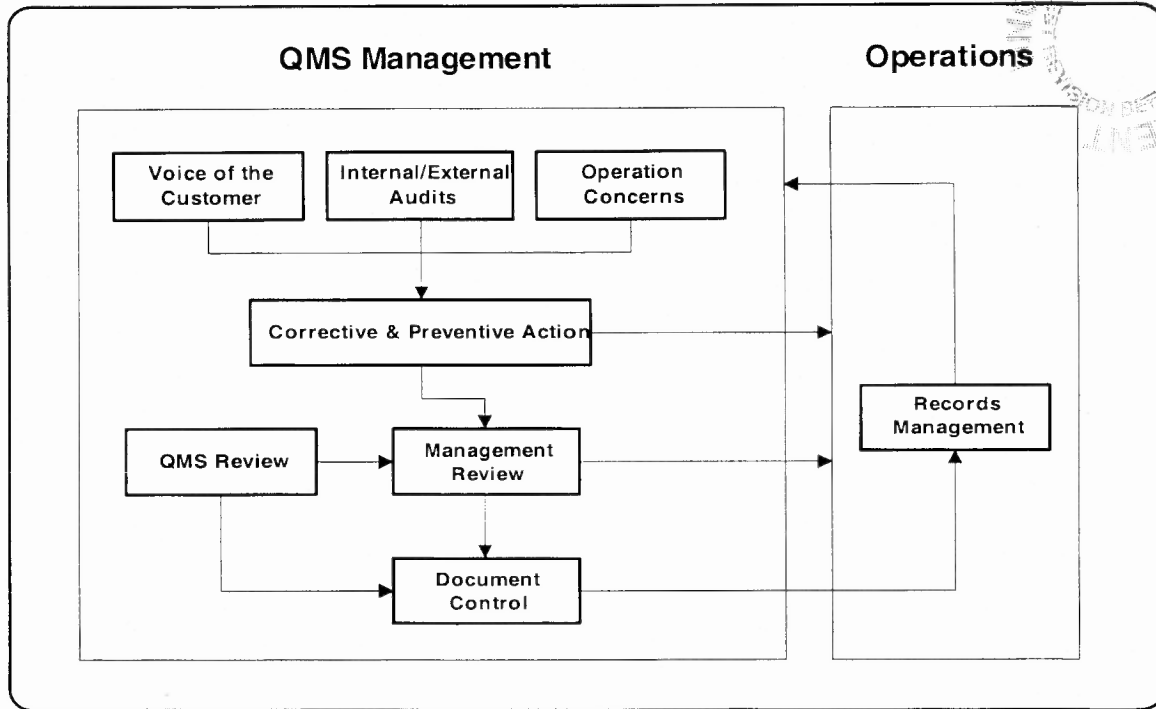 QMS Management
Operations
Voice of the
Customer
Internal/External
Audits
Operation
Concerns
Corrective & Preventive Action
Records
Management
QMS Review
Management
Review
Document
Control